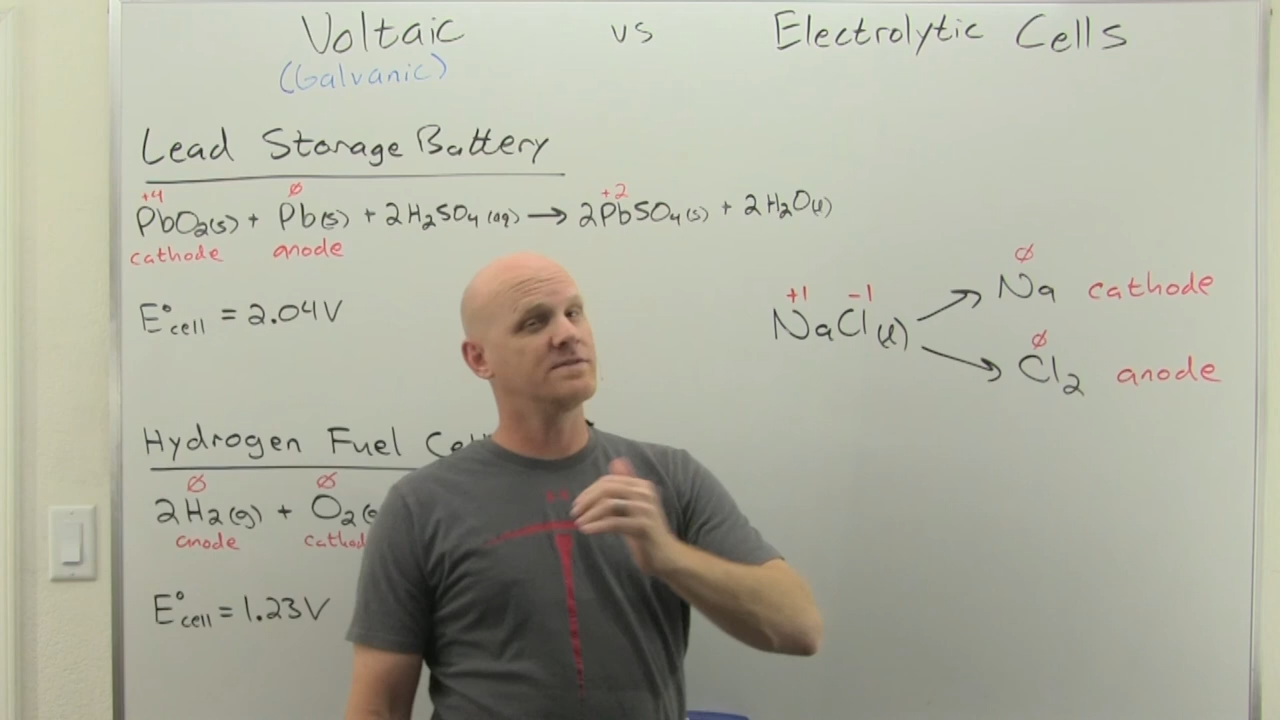 Voltaic vs Electrolytic Cells
(Galvanic)
Lead Storage Battery
+4 ∅ +2
PbO₂(s) + Pb(s) + 2H₂SO₄(aq) → 2PbSO₄(s) + 2H₂O(l)
cathode anode
E°cell = 2.04V
Hydrogen Fuel
∅ ∅
2H₂(g) + O₂
anode
E°cell = 1.23V
∅
Na cathode
+1 -1
NaCl(l)
∅
Cl₂ anode